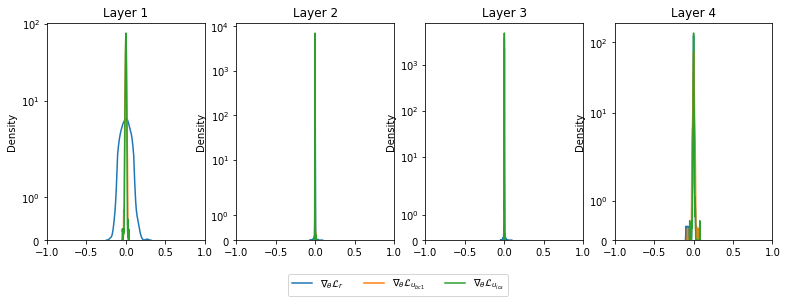 Layer 1 Layer 2 Layer 3 Layer 4
Density Density Density Density
10² 10¹ 10⁰ 0
10⁴ 10³ 10² 10¹ 10⁰ 0
10³ 10² 10¹ 10⁰ 0
10² 10¹ 10⁰ 0
−1.0 −0.5 0.0 0.5 1.0 −1.0 −0.5 0.0 0.5 1.0 −1.0 −0.5 0.0 0.5 1.0 −1.0 −0.5 0.0 0.5 1.0
∇θℒr ∇θℒu_bc1 ∇θℒu_ics